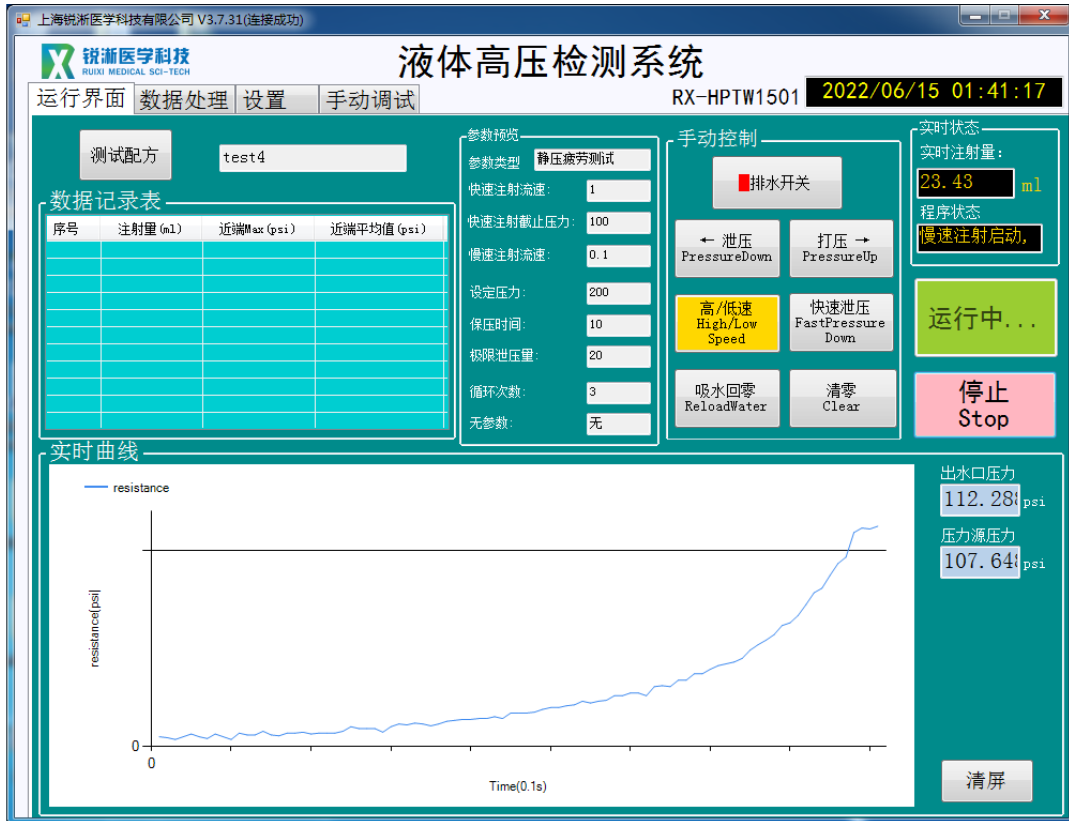 上海锐淅医学科技有限公司 V3.7.31(连接成功)
锐淅医学科技
RUIXI MEDICAL SCI-TECH
液体高压检测系统
RX-HPTW1501
2022/06/15 01:41:17
运行界面 数据处理 设置 手动调试
测试配方 test4
数据记录表
序号 注射量(ml) 近端Max(psi) 近端平均值(psi)
参数预览
参数类型 静压疲劳测试
快速注射流速: 1
快速注射截止压力: 100
慢速注射流速: 0.1
设定压力: 200
保压时间: 10
极限泄压量: 20
循环次数: 3
无参数: 无
手动控制
排水开关
← 泄压
PressureDown
打压 →
PressureUp
高/低速
High/Low
Speed
快速泄压
FastPressure
Down
吸水回零
ReloadWater
清零
Clear
实时状态
实时注射量:
23.43 ml
程序状态
慢速注射启动,
运行中...
停止
Stop
实时曲线
resistance
resistance[psi]
0
0
Time(0.1s)
出水口压力
112.28 psi
压力源压力
107.64 psi
清屏